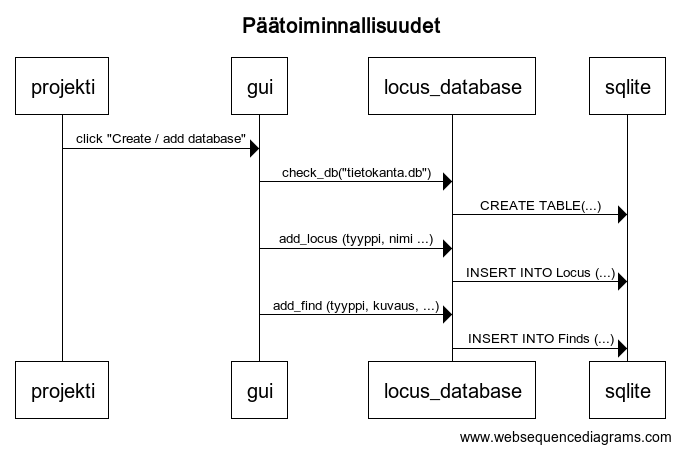 Päätoiminnallisuudet
projekti
gui
locus_database
sqlite
click "Create / add database"
check_db("tietokanta.db")
CREATE TABLE(...)
add_locus (tyyppi, nimi ...)
INSERT INTO Locus (...)
add_find (tyyppi, kuvaus, ...)
INSERT INTO Finds (...)
projekti
gui
locus_database
sqlite
www.websequencediagrams.com